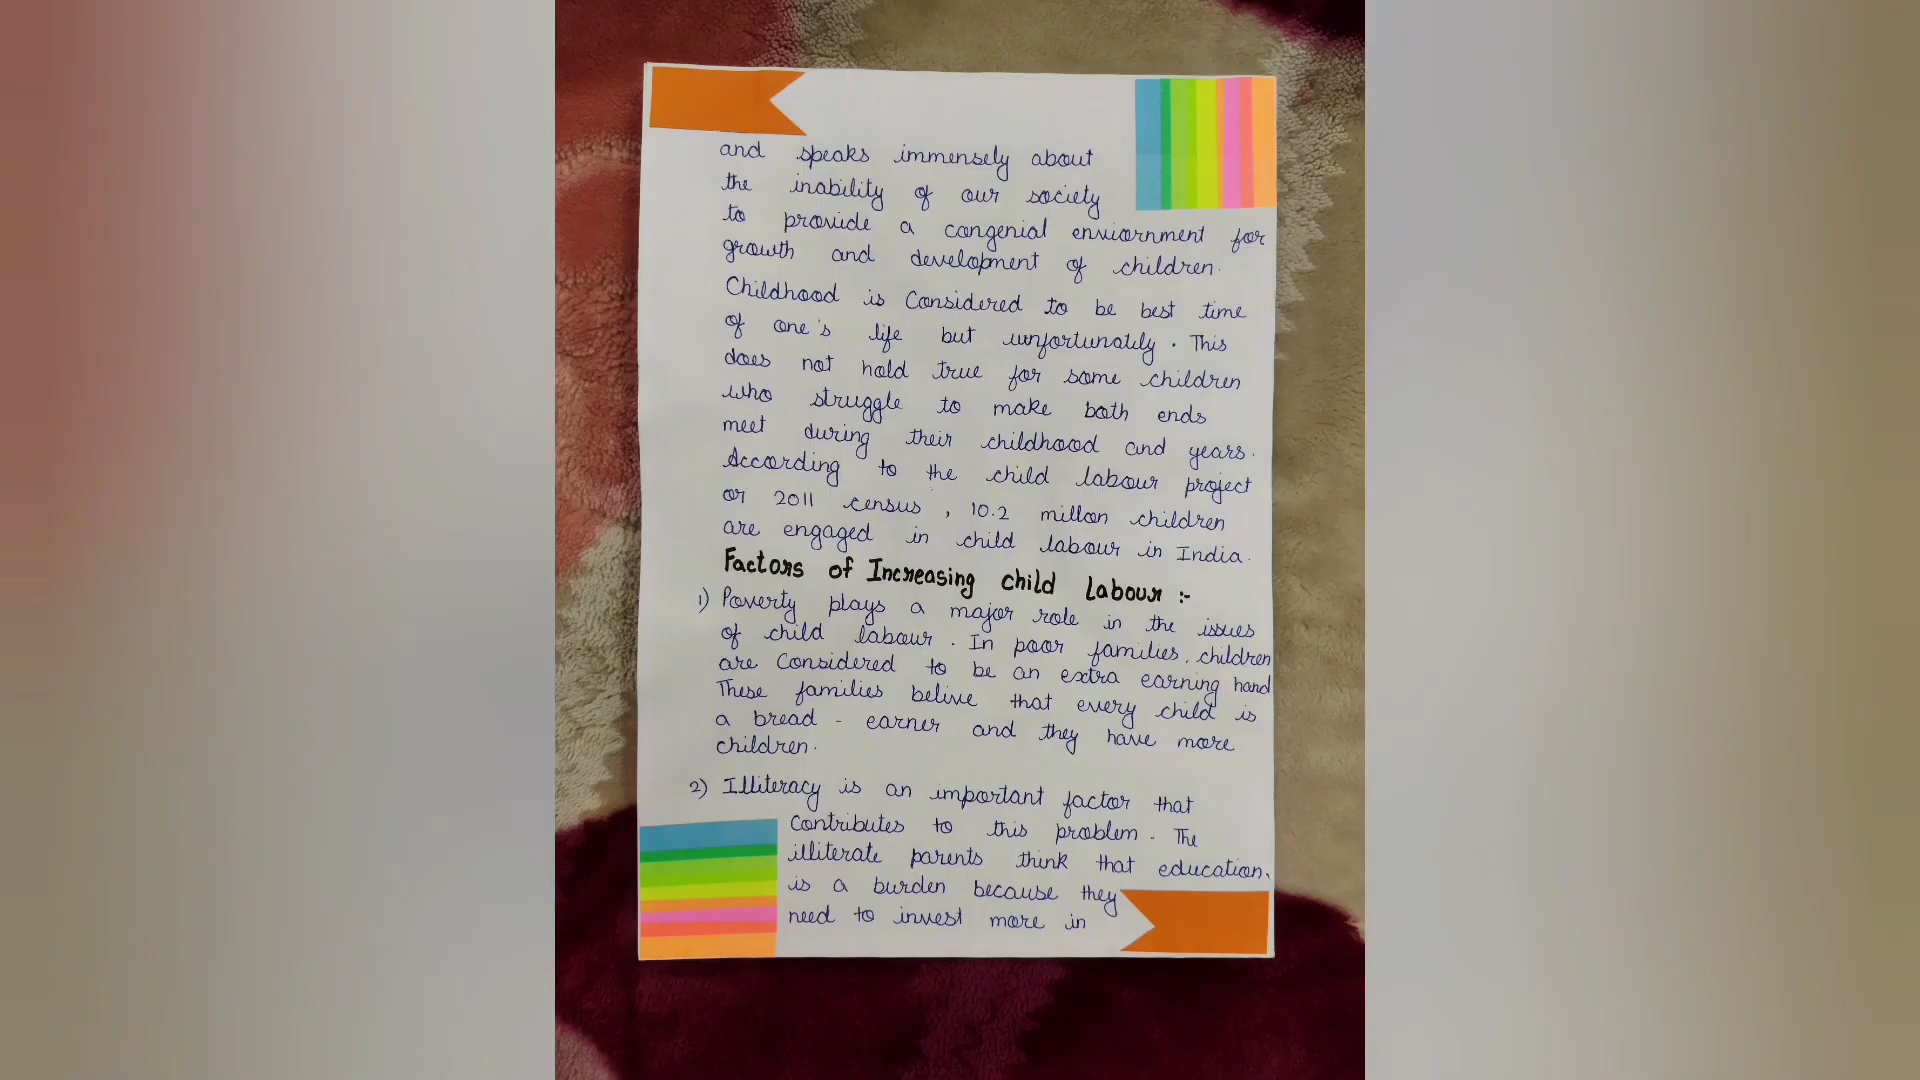 and speaks immensely about
the inability of our society
to provide a congenial enviornment for
growth and development of children.
Childhood is Considered to be best time
of one's life but unfortunately. This
does not hold true for some children
who struggle to make both ends
meet during their childhood and years.
According to the child labour project
or 2011 census, 10.2 millon children
are engaged in child labour in India.
Factors of Increasing child Labour :-
1) Poverty plays a major role in the issues
of child labour. In poor families, children
are Considered to be an extra earning hand
These families belive that every child is
a bread - earner and they have more
children.
2) Illiteracy is an important factor that
Contributes to this problem. The
illiterate parents think that education,
is a burden because they
need to invest more in